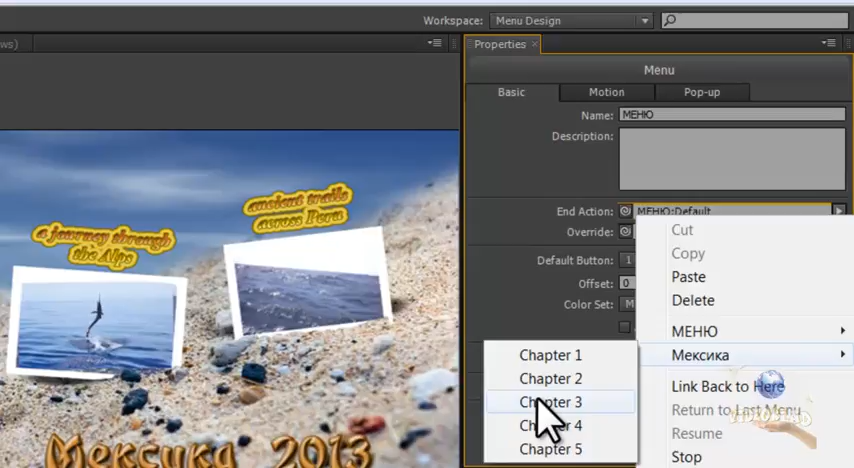 Workspace: Menu Design
ws)
Properties ×
Menu
Basic Motion Pop-up
Name: МЕНЮ
Description:
End Action: МЕНЮ:Default
Override:
Default Button: 1
Offset: 0
Color Set: M
a journey through
the Alps
ancient trails
across Peru
Мексика 2013
Cut
Copy
Paste
Delete
МЕНЮ
Мексика
Link Back to Here
Return to Last Menu
Resume
Stop
Chapter 1
Chapter 2
Chapter 3
Chapter 4
Chapter 5